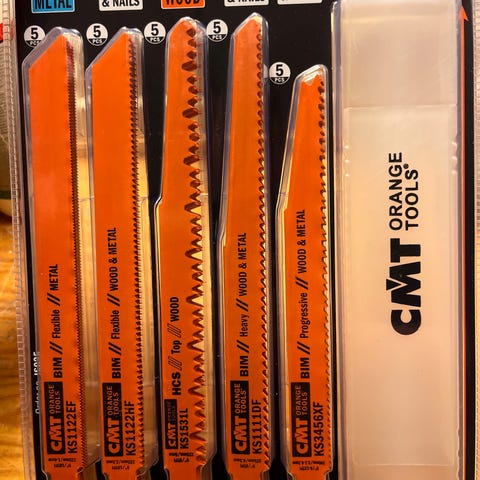 METAL
& NAILS
WOOD
& NAILS
5
PCS
5
PCS
5
PCS
5
PCS
5
PCS
BIM // Flexible // METAL
CMT ORANGE TOOLS
KS1122EF
BIM // Flexible // WOOD & METAL
CMT ORANGE TOOLS
KS1122HF
HCS // Top // WOOD
CMT ORANGE TOOLS
KS1531L
BIM // Heavy // WOOD & METAL
CMT ORANGE TOOLS
KS1111DF
BIM // Progressive // WOOD & METAL
CMT ORANGE TOOLS
KS3456XF
CMT ORANGE TOOLS®